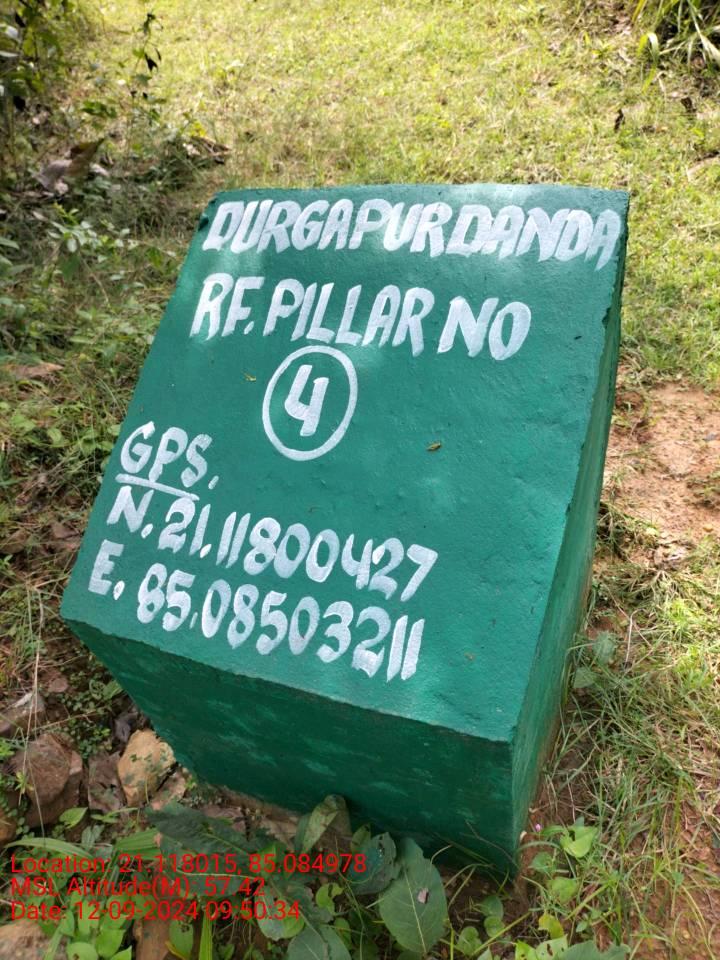 DURGAPURDANDA
RF. PILLAR NO
4
GPS.
N. 21.11800427
E. 85.08503211
Location: 21.118015, 85.084978
MSL Altitude(M): 57.42
Date: 12-09-2024 09:50:34